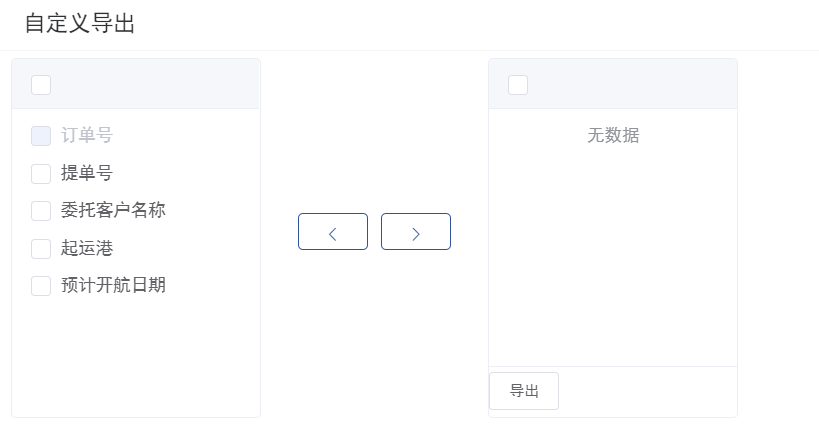 自定义导出
订单号
提单号
委托客户名称
起运港
预计开航日期
无数据
导出